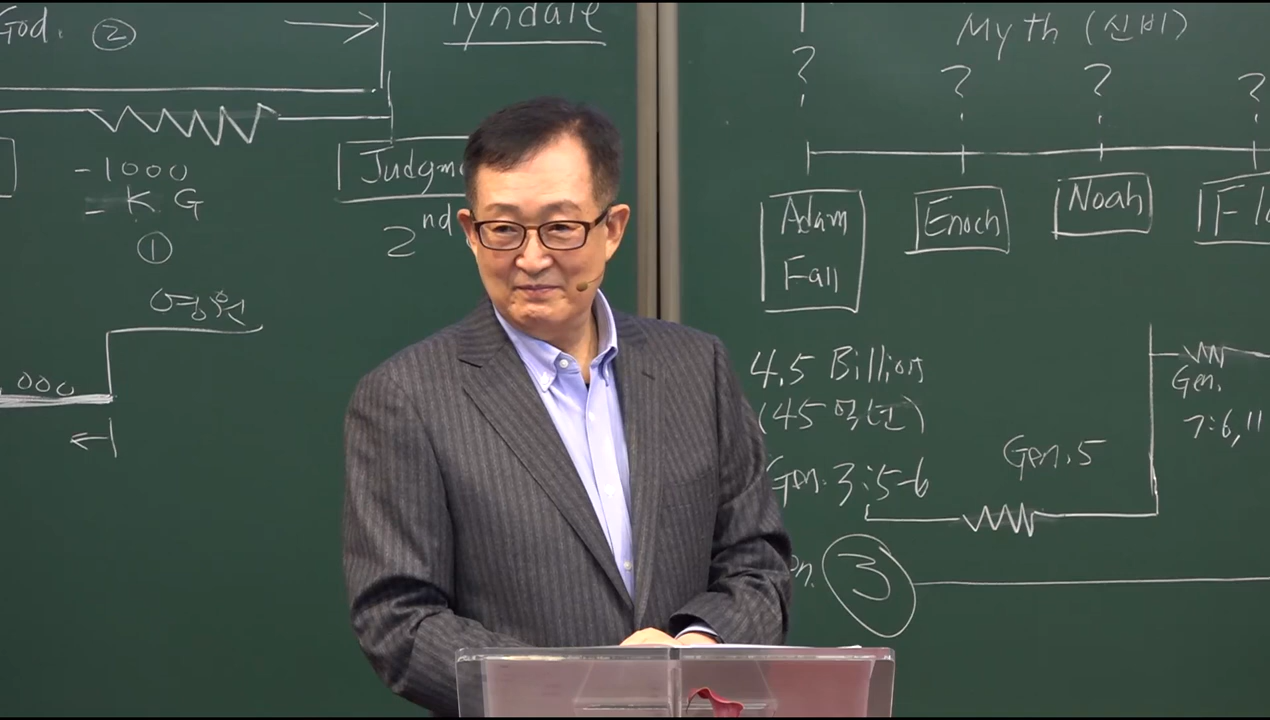 God. ②
Tyndale
-1000
- K G
①
Judgm
2nd
영원
000
Myth (신비)
? ? ? ?
Adam
Fall
Enoch
Noah
Fl
4.5 Billion
(45억년)
Gen. 3:5-6
Gen. 5
Gen.
7:6, 11
③